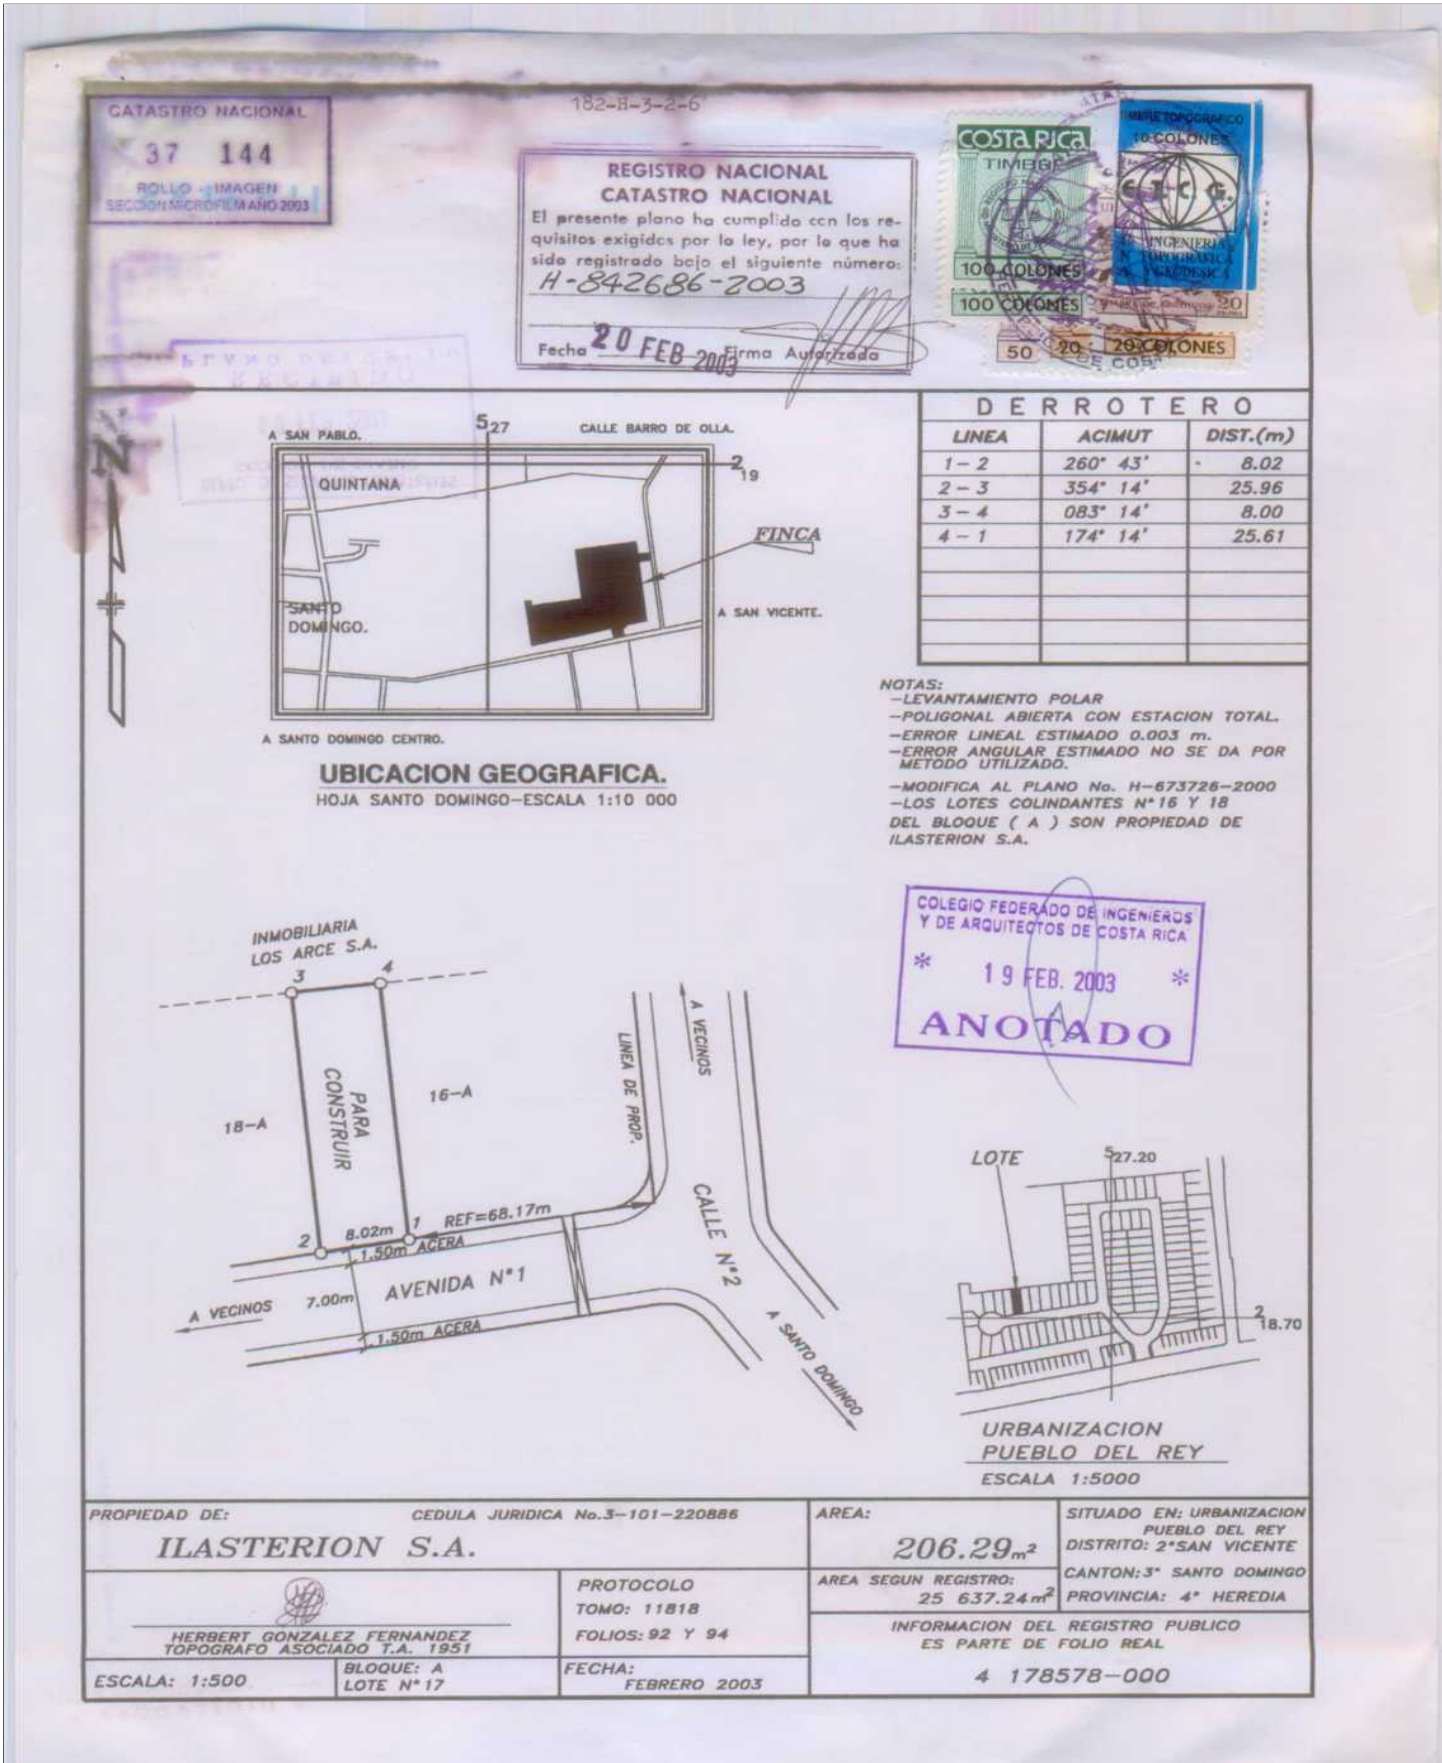 182-H-3-2-6
CATASTRO NACIONAL
37 144
ROLLO - IMAGEN
SECCION MICROFILM AÑO 2003
REGISTRO NACIONAL
CATASTRO NACIONAL
El presente plano ha cumplido con los re-
quisitos exigidos por la ley, por lo que ha
sido registrado bajo el siguiente número:
H-842686-2003
Fecha 20 FEB 2003 Firma Autorizada
COSTA RICA
TIMBRE
100 COLONES
100 COLONES
TIMBRE TOPOGRAFICO
10 COLONES
C.I.C.G.
INGENIERIA
TOPOGRAFICA
Y GEODESICA
20
50
20
20 COLONES
N
A SAN PABLO.
527
CALLE BARRO DE OLLA.
219
QUINTANA
FINCA
SANTO
DOMINGO.
A SAN VICENTE.
A SANTO DOMINGO CENTRO.
UBICACION GEOGRAFICA.
HOJA SANTO DOMINGO-ESCALA 1:10 000
DERROTERO
LINEA ACIMUT DIST.(m)
1-2 260° 43' 8.02
2-3 354° 14' 25.96
3-4 083° 14' 8.00
4-1 174° 14' 25.61
NOTAS:
-LEVANTAMIENTO POLAR
-POLIGONAL ABIERTA CON ESTACION TOTAL.
-ERROR LINEAL ESTIMADO 0.003 m.
-ERROR ANGULAR ESTIMADO NO SE DA POR
METODO UTILIZADO.
-MODIFICA AL PLANO No. H-673726-2000
-LOS LOTES COLINDANTES N°16 Y 18
DEL BLOQUE ( A ) SON PROPIEDAD DE
ILASTERION S.A.
COLEGIO FEDERADO DE INGENIEROS
Y DE ARQUITECTOS DE COSTA RICA
* 19 FEB. 2003 *
ANOTADO
INMOBILIARIA
LOS ARCE S.A.
3
4
18-A
PARA
CONSTRUIR
16-A
LINEA DE PROP.
A VECINOS
CALLE N°2
2
8.02m
1
REF=68.17m
1.50m ACERA
AVENIDA N°1
A VECINOS
7.00m
1.50m ACERA
A SANTO DOMINGO
LOTE
527.20
218.70
URBANIZACION
PUEBLO DEL REY
ESCALA 1:5000
PROPIEDAD DE: CEDULA JURIDICA No.3-101-220886
ILASTERION S.A.
AREA:
206.29m²
SITUADO EN: URBANIZACION
PUEBLO DEL REY
DISTRITO: 2°SAN VICENTE
CANTON: 3° SANTO DOMINGO
PROVINCIA: 4° HEREDIA
AREA SEGUN REGISTRO:
25 637.24m²
HERBERT GONZALEZ FERNANDEZ
TOPOGRAFO ASOCIADO T.A. 1951
PROTOCOLO
TOMO: 11818
FOLIOS: 92 Y 94
INFORMACION DEL REGISTRO PUBLICO
ES PARTE DE FOLIO REAL
4 178578-000
ESCALA: 1:500
BLOQUE: A
LOTE N°17
FECHA:
FEBRERO 2003